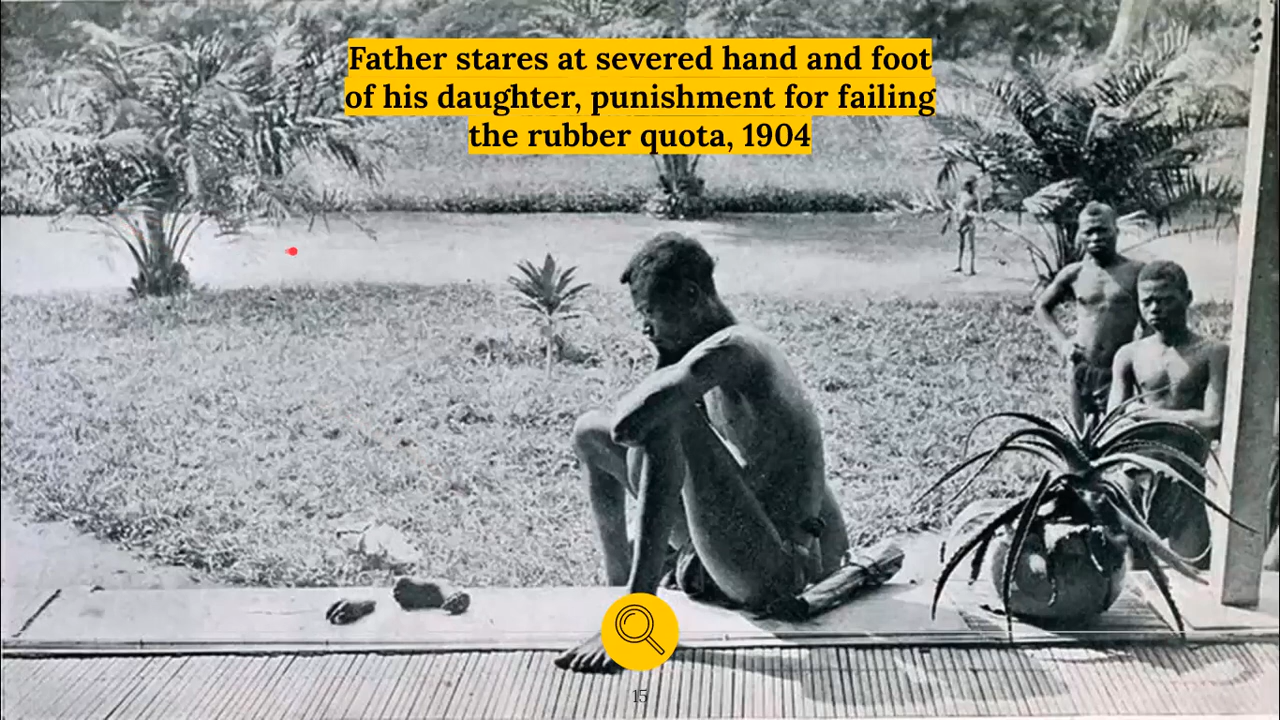 Father stares at severed hand and foot
of his daughter, punishment for failing
the rubber quota, 1904
15